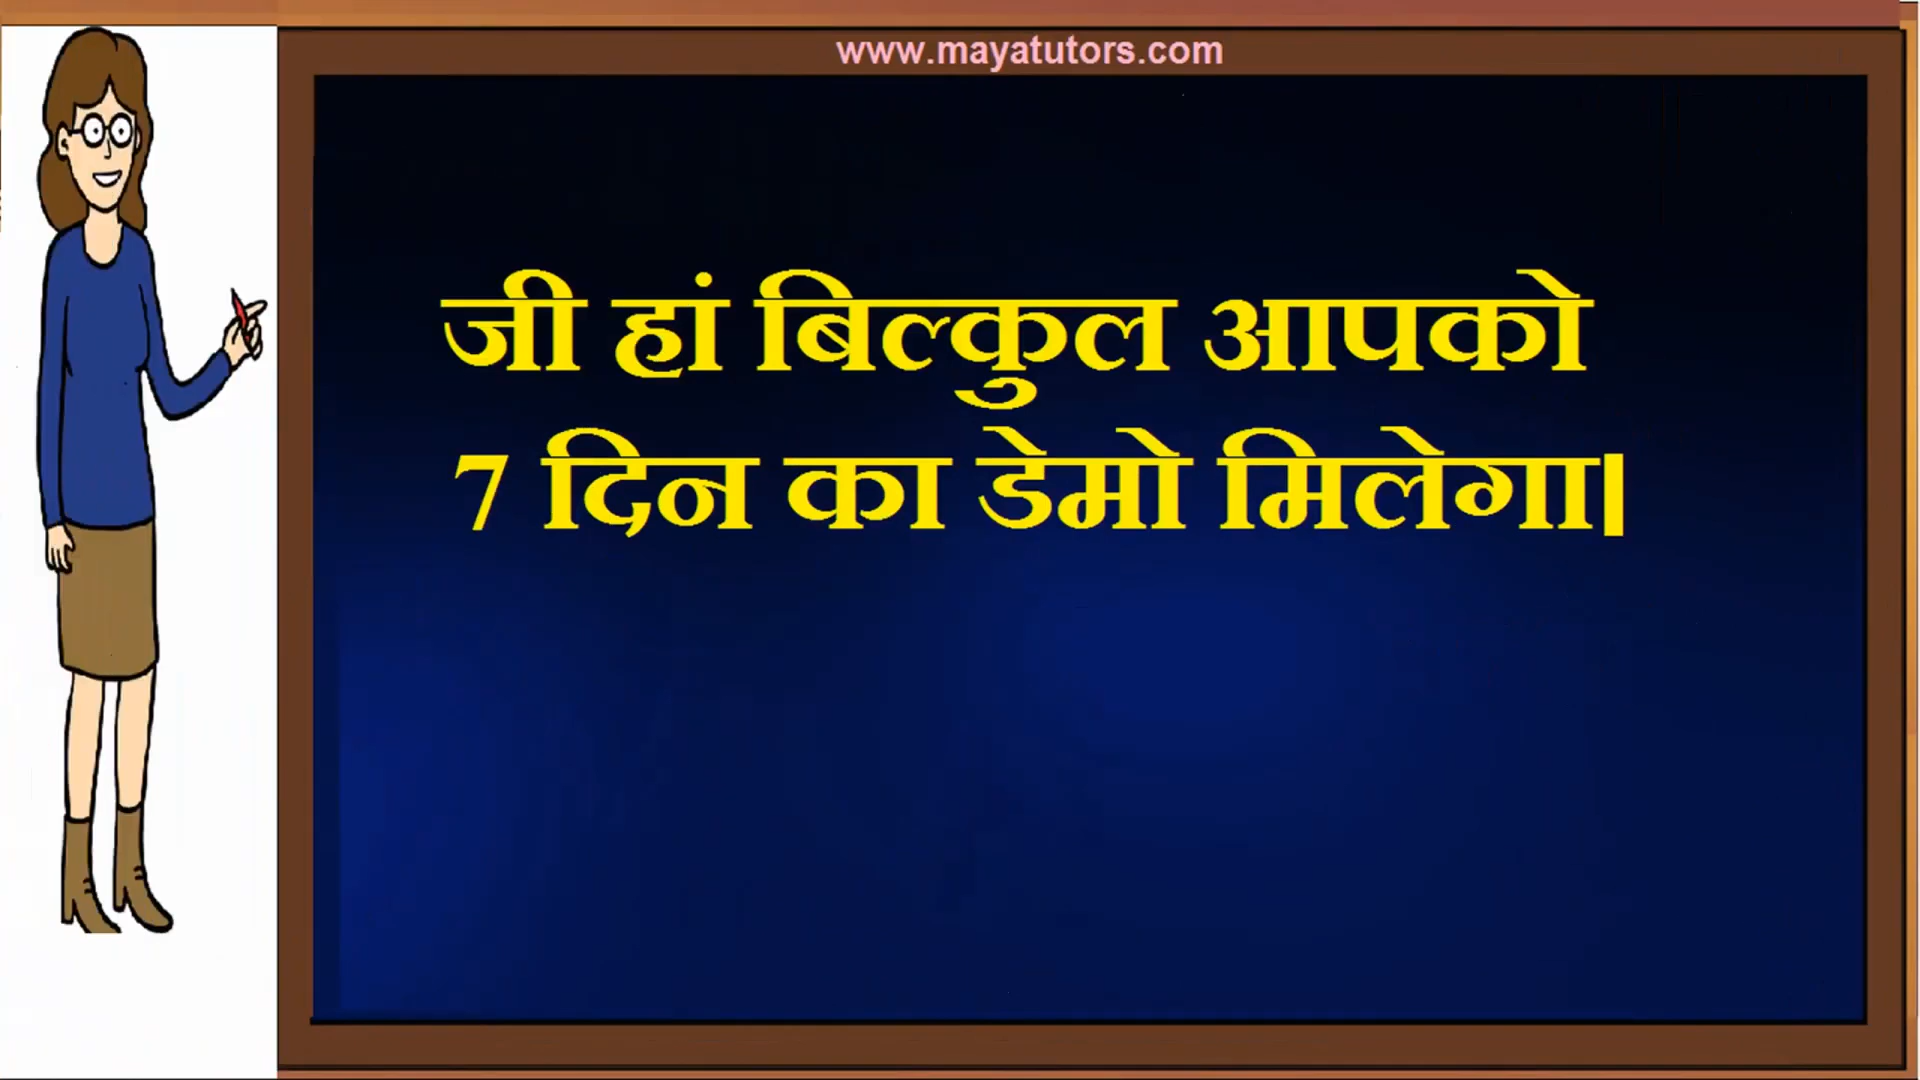 www.mayatutors.com
जी हां बिल्कुल आपको
7 दिन का डेमो मिलेगा।